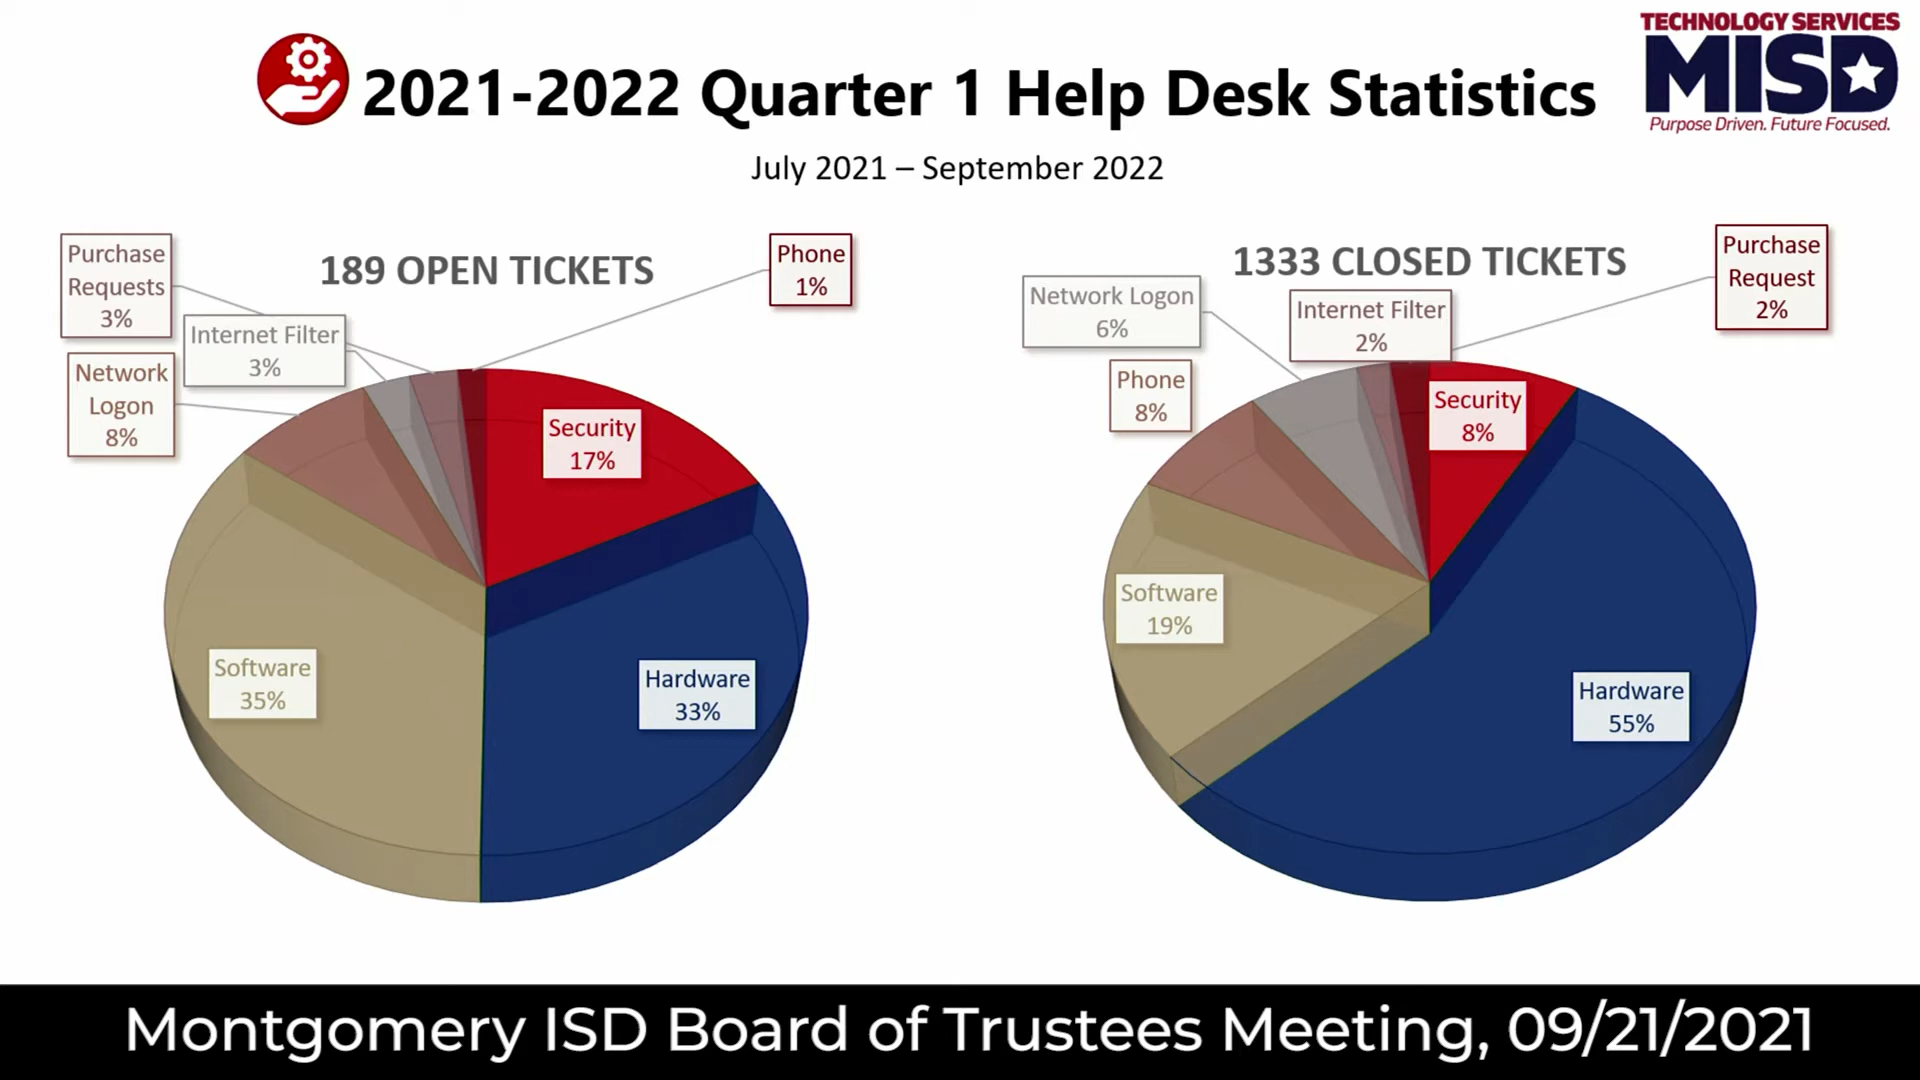 TECHNOLOGY SERVICES
MISD
Purpose Driven. Future Focused.
2021-2022 Quarter 1 Help Desk Statistics
July 2021 – September 2022
189 OPEN TICKETS
Purchase
Requests
3%
Internet Filter
3%
Network
Logon
8%
Phone
1%
Security
17%
Software
35%
Hardware
33%
1333 CLOSED TICKETS
Network Logon
6%
Internet Filter
2%
Purchase
Request
2%
Phone
8%
Security
8%
Software
19%
Hardware
55%
Montgomery ISD Board of Trustees Meeting, 09/21/2021